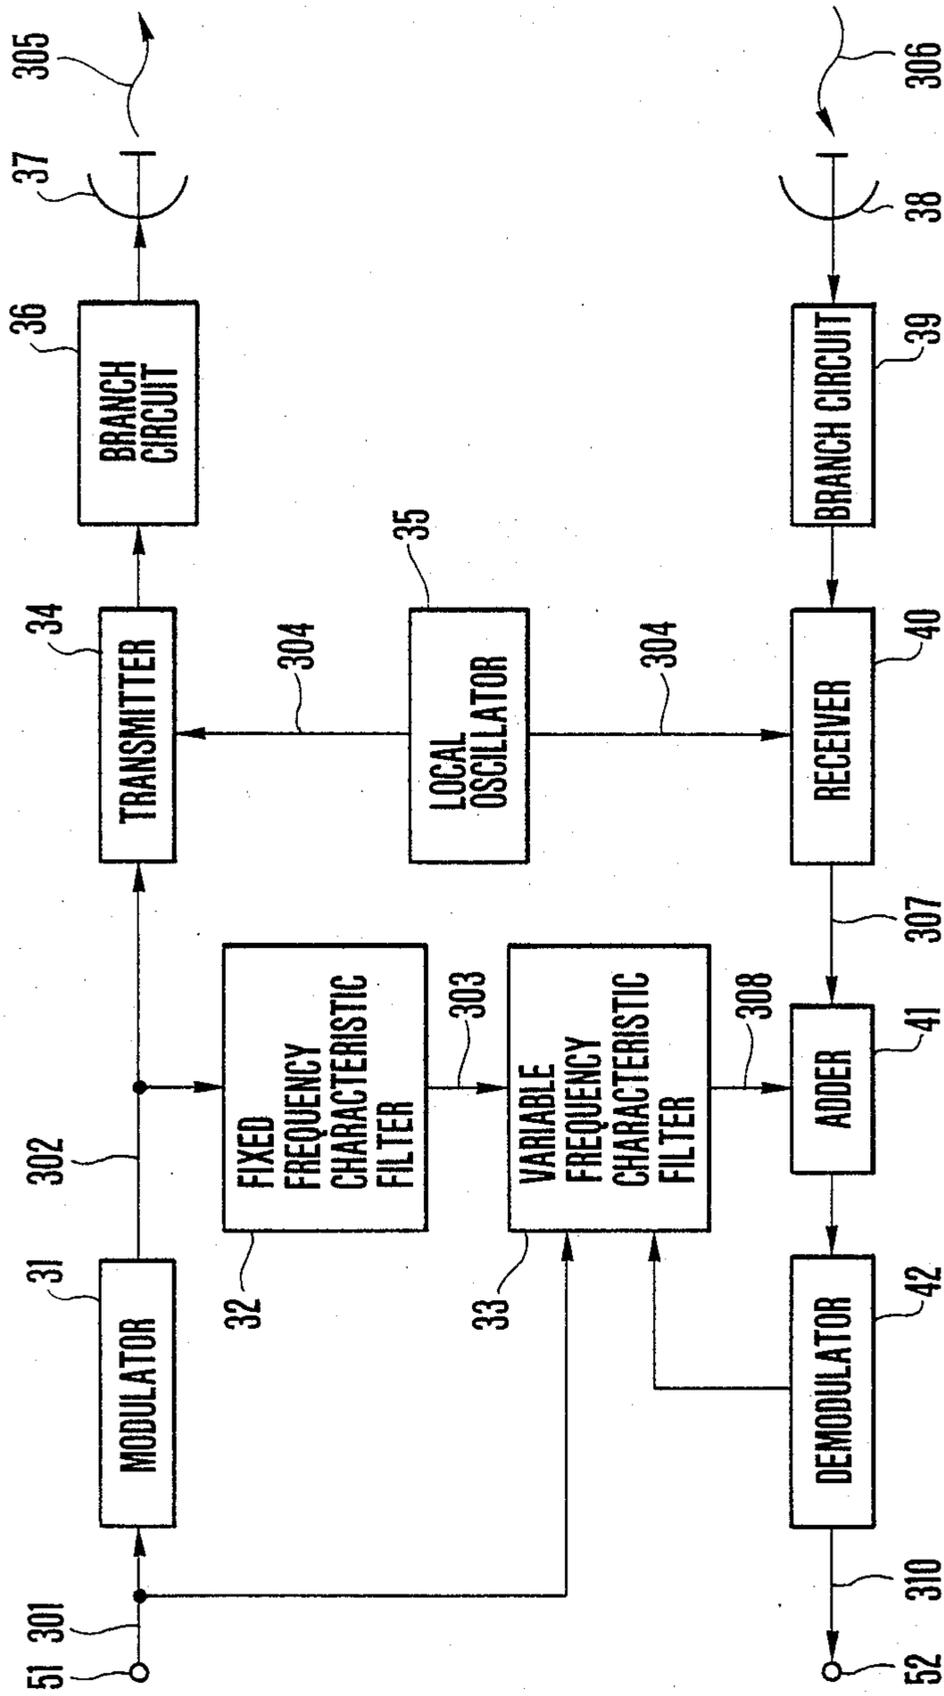 51
301
31
MODULATOR
302
34
TRANSMITTER
36
BRANCH
CIRCUIT
37
305
32
FIXED
FREQUENCY
CHARACTERISTIC
FILTER
303
304
35
LOCAL
OSCILLATOR
304
33
VARIABLE
FREQUENCY
CHARACTERISTIC
FILTER
308
52
310
DEMODULATOR
42
ADDER
41
307
RECEIVER
40
BRANCH CIRCUIT
39
38
306